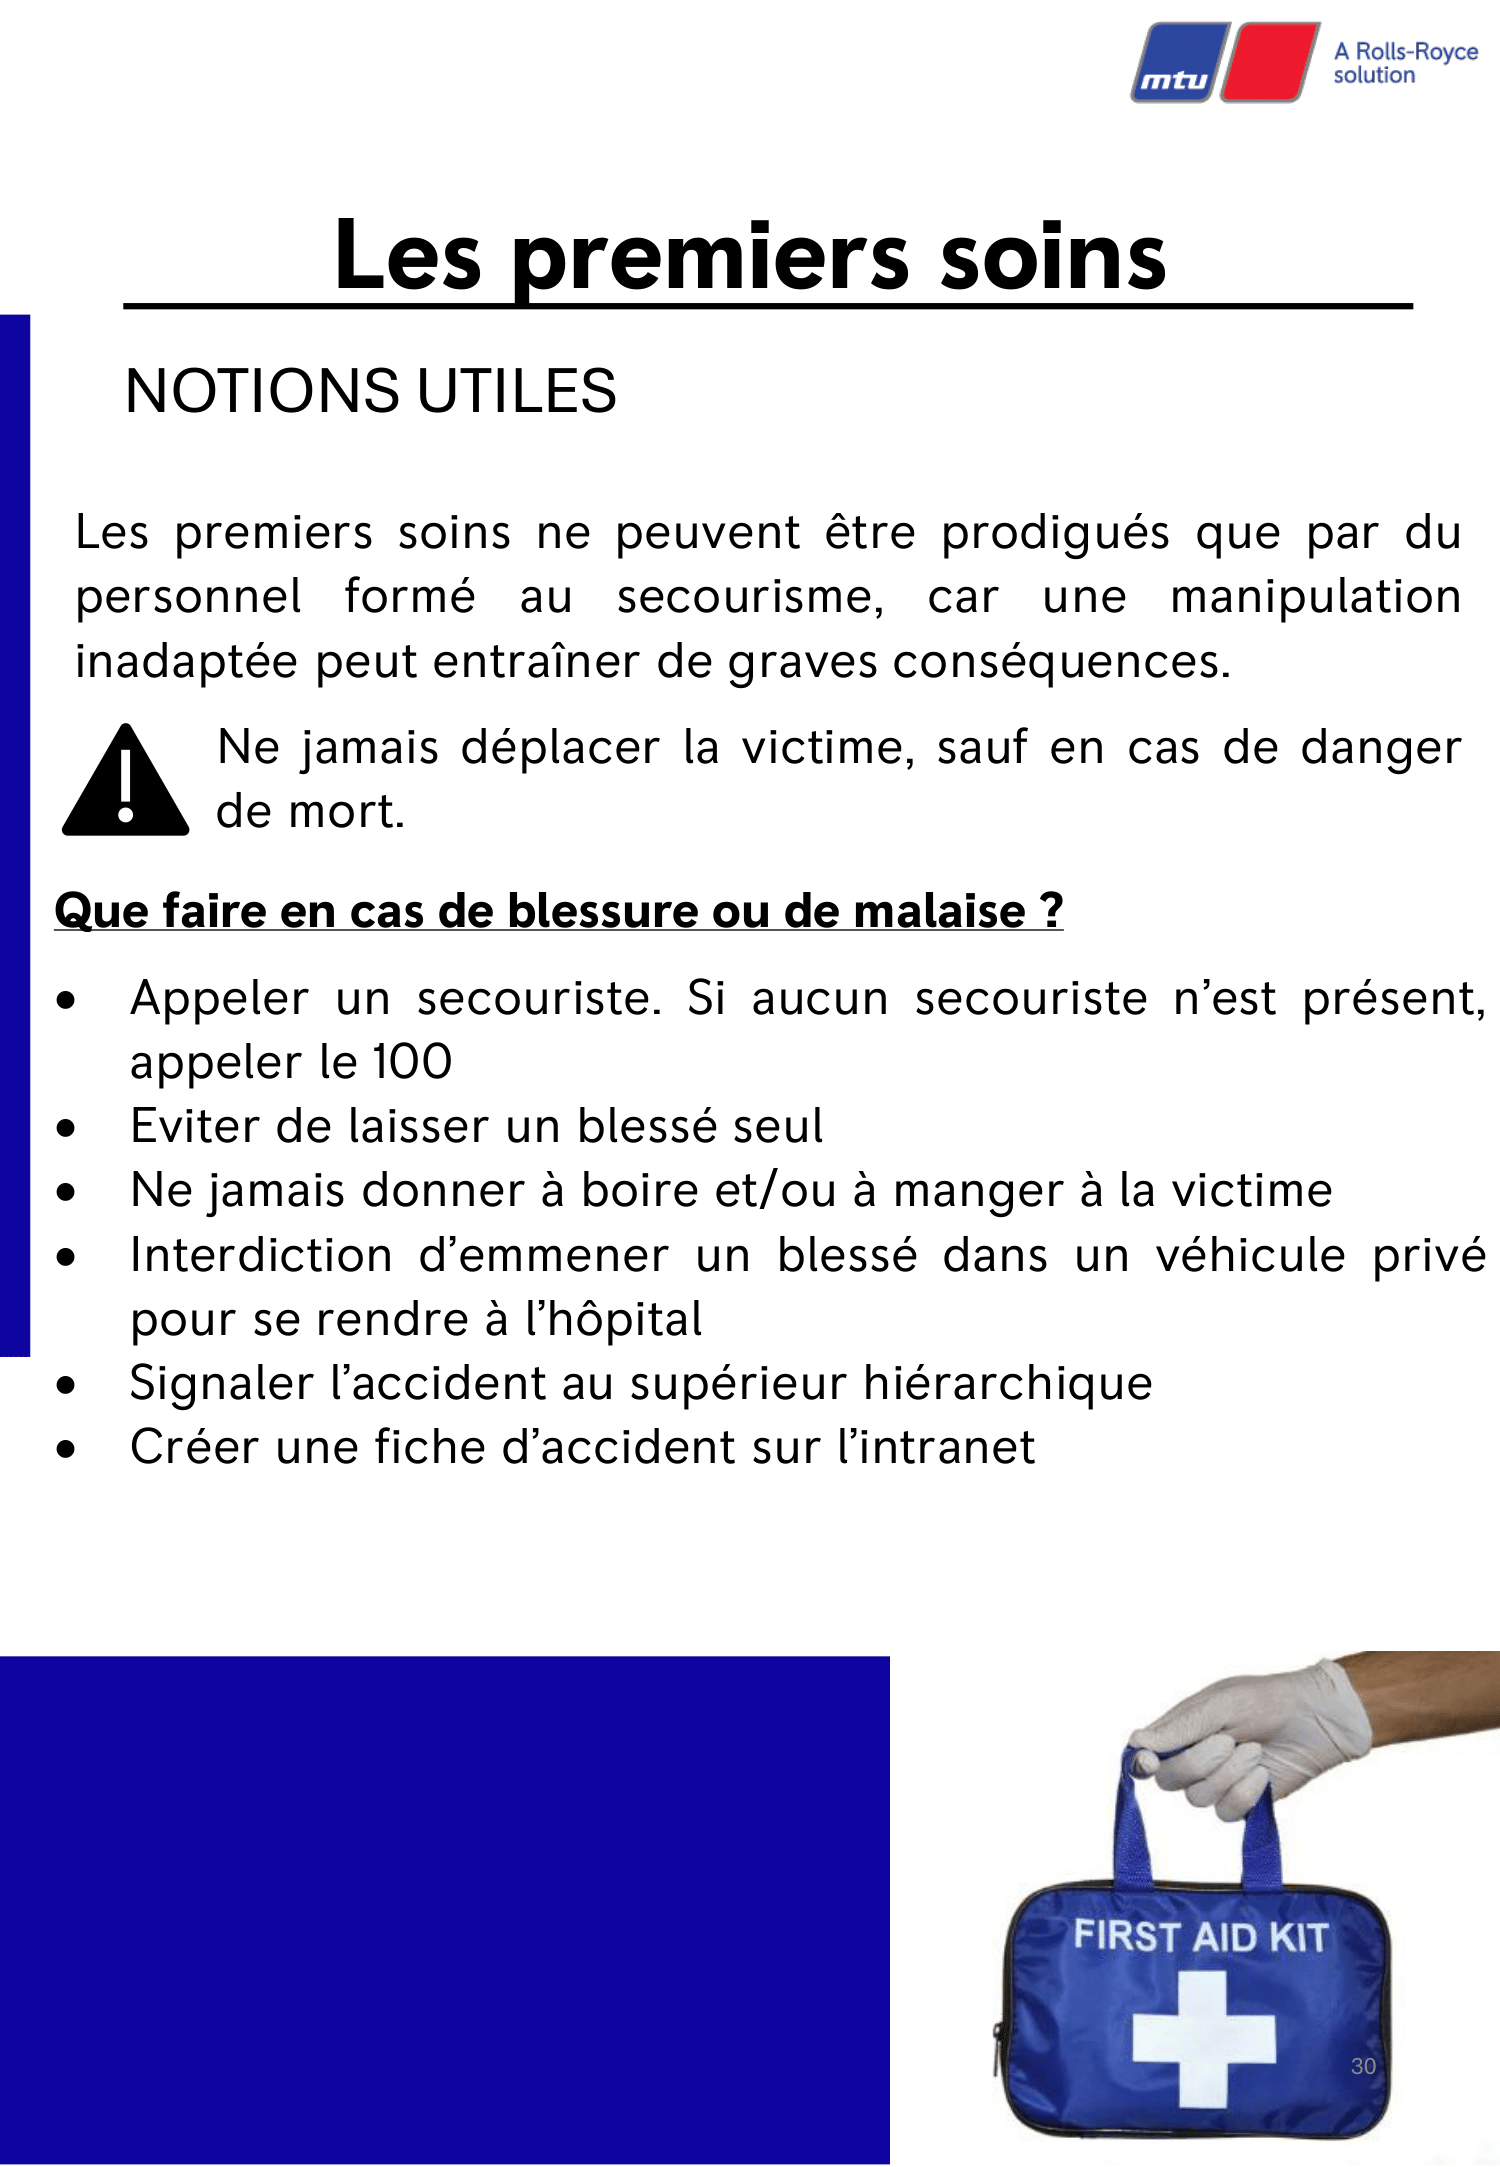 mtu
A Rolls-Royce
solution
Les premiers soins
NOTIONS UTILES
Les premiers soins ne peuvent être prodigués que par du
personnel formé au secourisme, car une manipulation
inadaptée peut entraîner de graves conséquences.
Ne jamais déplacer la victime, sauf en cas de danger
de mort.
Que faire en cas de blessure ou de malaise ?
• Appeler un secouriste. Si aucun secouriste n’est présent,
appeler le 100
• Eviter de laisser un blessé seul
• Ne jamais donner à boire et/ou à manger à la victime
• Interdiction d’emmener un blessé dans un véhicule privé
pour se rendre à l’hôpital
• Signaler l’accident au supérieur hiérarchique
• Créer une fiche d’accident sur l’intranet
FIRST AID KIT
30